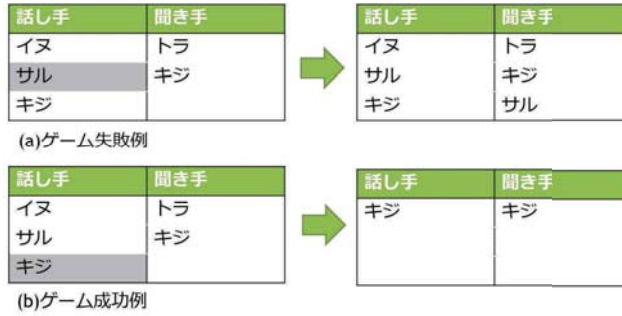 話し手 聞き手 話し手 聞き手
イヌ トラ イヌ トラ
サル キジ サル キジ
キジ キジ サル
(a)ゲーム失敗例
話し手 聞き手 話し手 聞き手
イヌ トラ キジ キジ
サル キジ
キジ
(b)ゲーム成功例